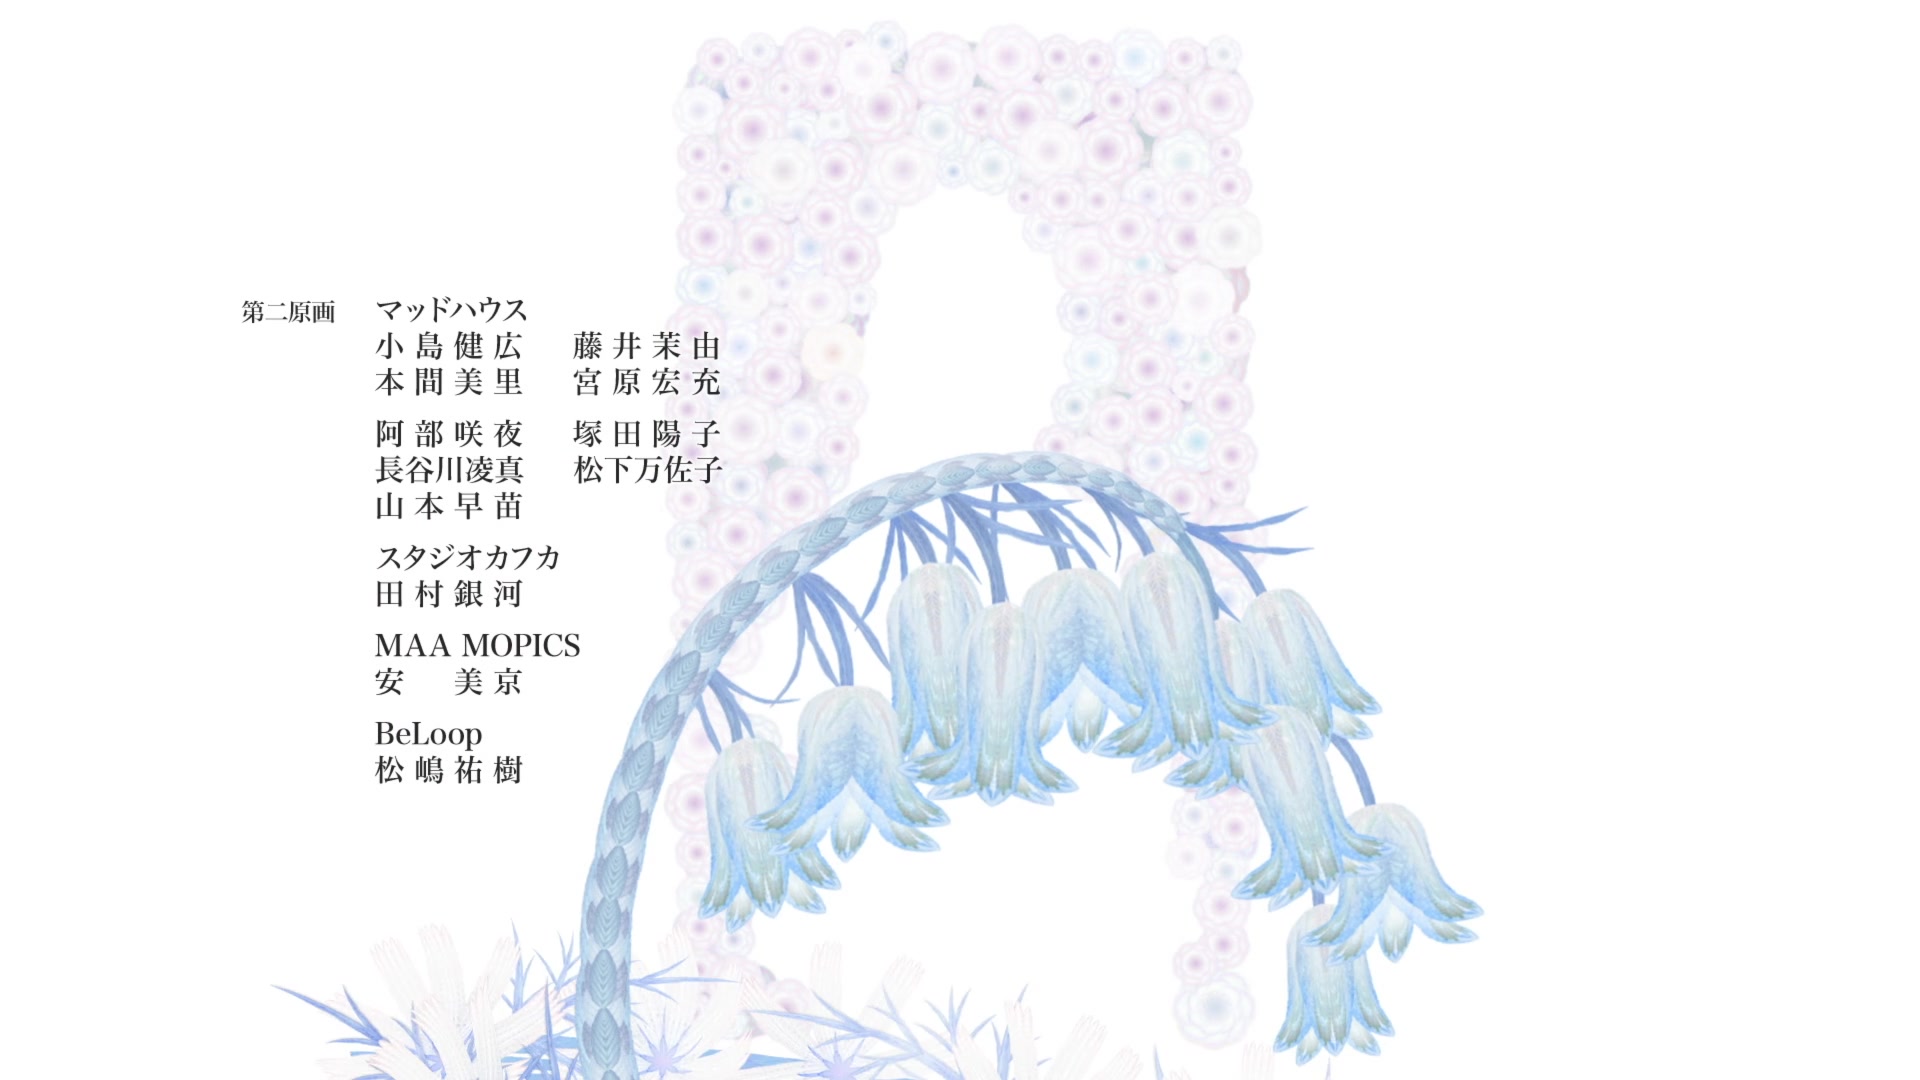 第二原画 マッドハウス
小島健広 藤井茉由
本間美里 宮原宏充
阿部咲夜 塚田陽子
長谷川凌真 松下万佐子
山本早苗
スタジオカフカ
田村銀河
MAA MOPICS
安 美京
BeLoop
松嶋祐樹